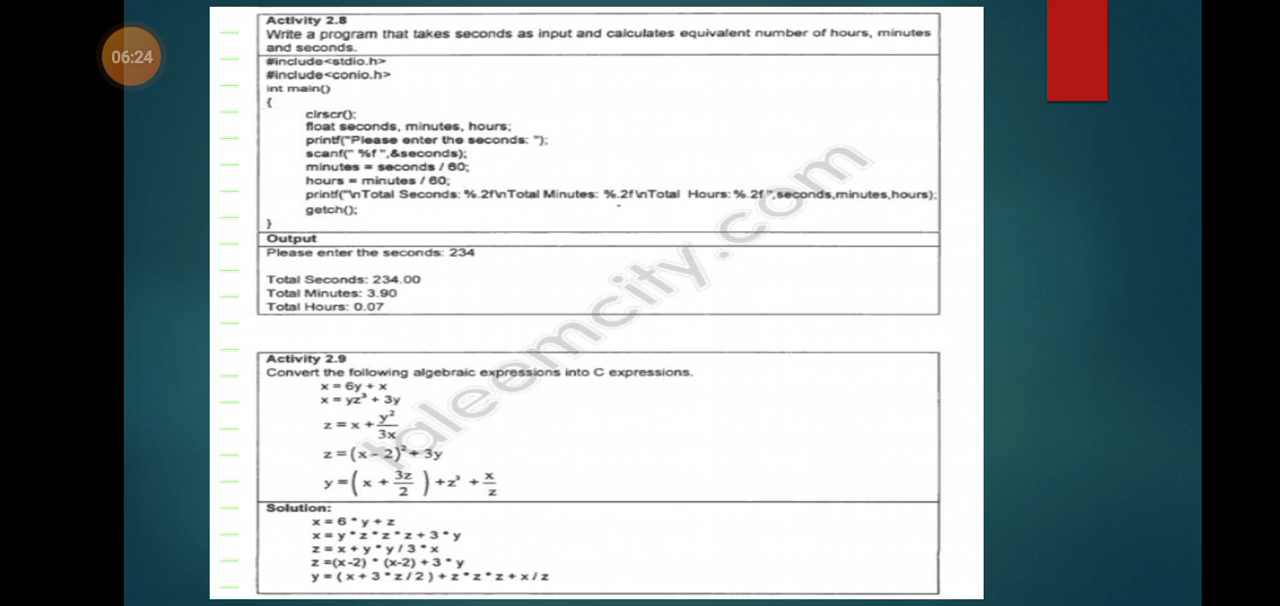 06:24
Activity 2.8
Write a program that takes seconds as input and calculates equivalent number of hours, minutes
and seconds.
#include<stdio.h>
#include<conio.h>
int main()
{
clrscr();
float seconds, minutes, hours;
printf("Please enter the seconds: ");
scanf(" %f ",&seconds);
minutes = seconds / 60;
hours = minutes / 60;
printf("\nTotal Seconds: %.2f\nTotal Minutes: %.2f\nTotal Hours: %.2f ",seconds,minutes,hours);
getch();
}
Output
Please enter the seconds: 234
Total Seconds: 234.00
Total Minutes: 3.90
Total Hours: 0.07
taleemcity.com
Activity 2.9
Convert the following algebraic expressions into C expressions.
x = 6y + x
x = yz³ + 3y
z = x + y²/3x
z = (x - 2)² + 3y
y = ( x + 3z/2 ) + z³ + x/z
Solution:
x = 6 * y + z
x = y * z * z * z + 3 * y
z = x + y * y / 3 * x
z =(x-2) * (x-2) + 3 * y
y = ( x + 3 * z / 2 ) + z * z * z + x / z